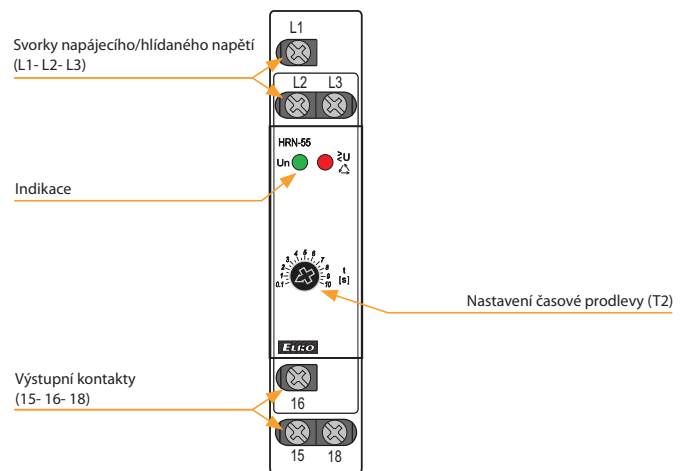 L1
Svorky napájecího/hlídaného napětí
(L1- L2- L3)
L2 L3
HRN-55
Un
≷U
Indikace
0.1 1 2 3 4 5 6 7 8 9 10
t
[s]
Nastavení časové prodlevy (T2)
ELKO
Výstupní kontakty
(15- 16- 18)
16
15 18